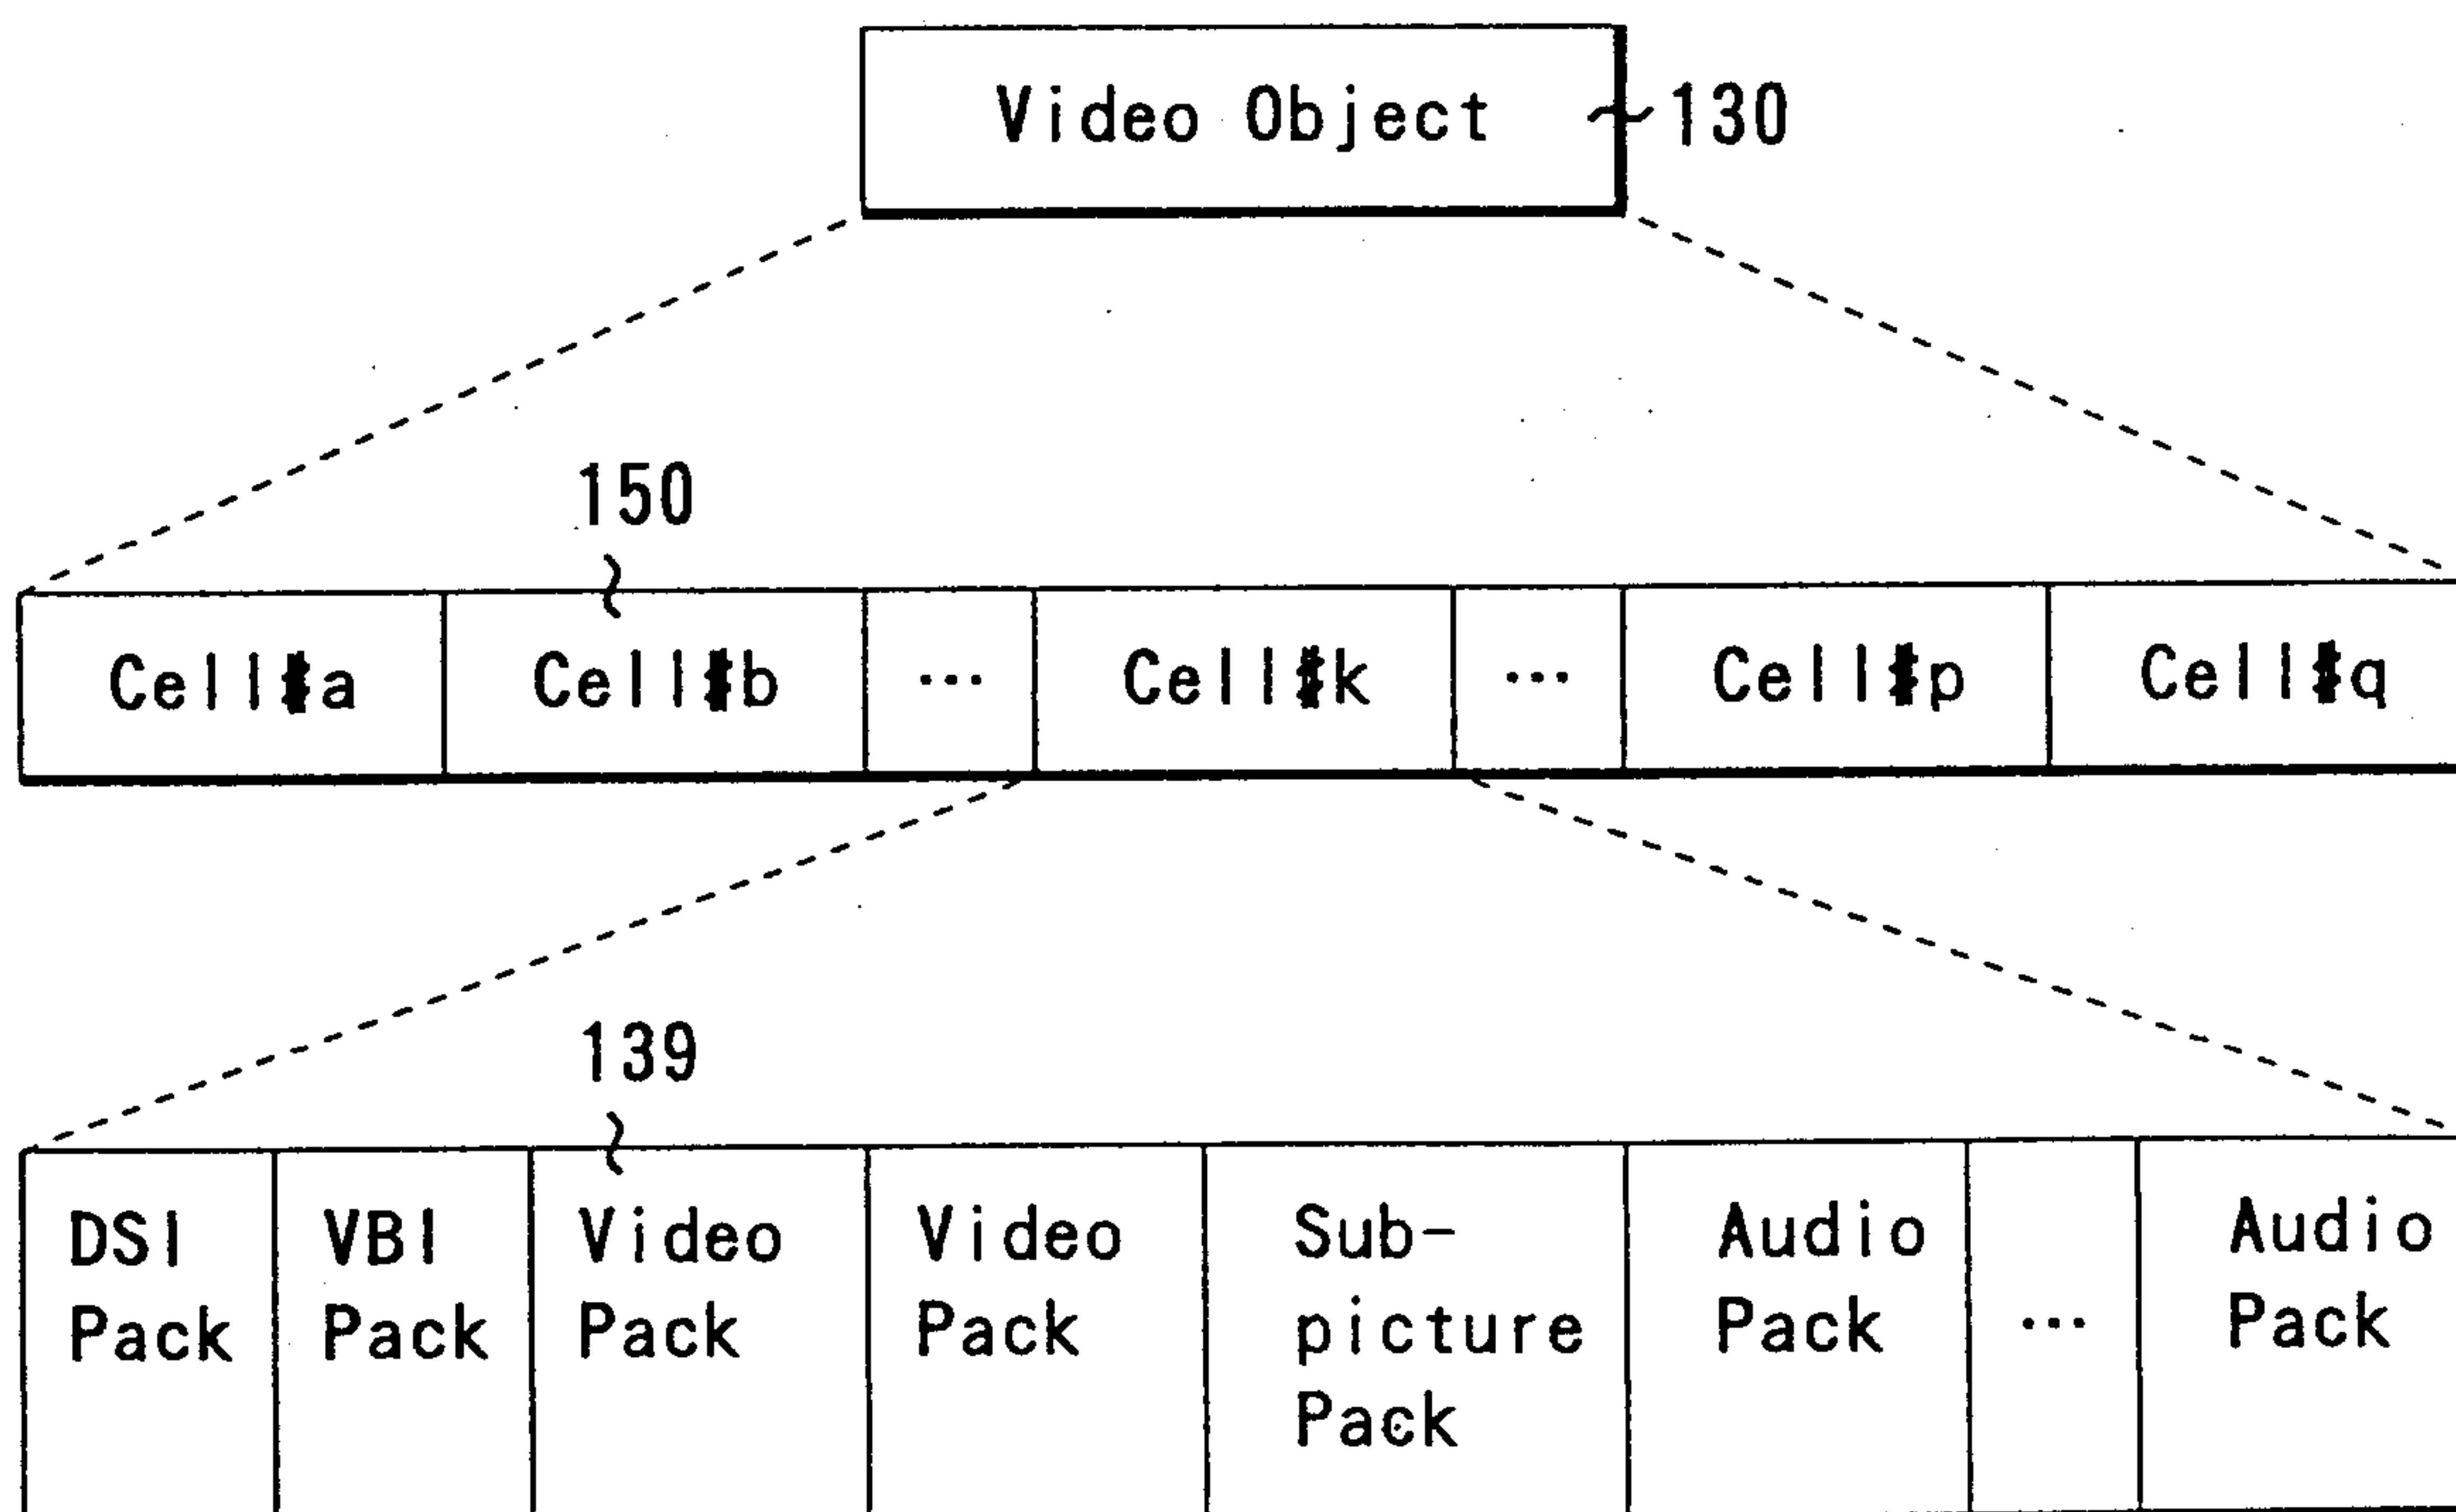 Video Object 130
150
Cell#a Cell#b ... Cell#k ... Cell#p Cell#q
139
DSI VBI Video Video Sub- Audio Audio
Pack Pack Pack Pack picture Pack ... Pack
Pack